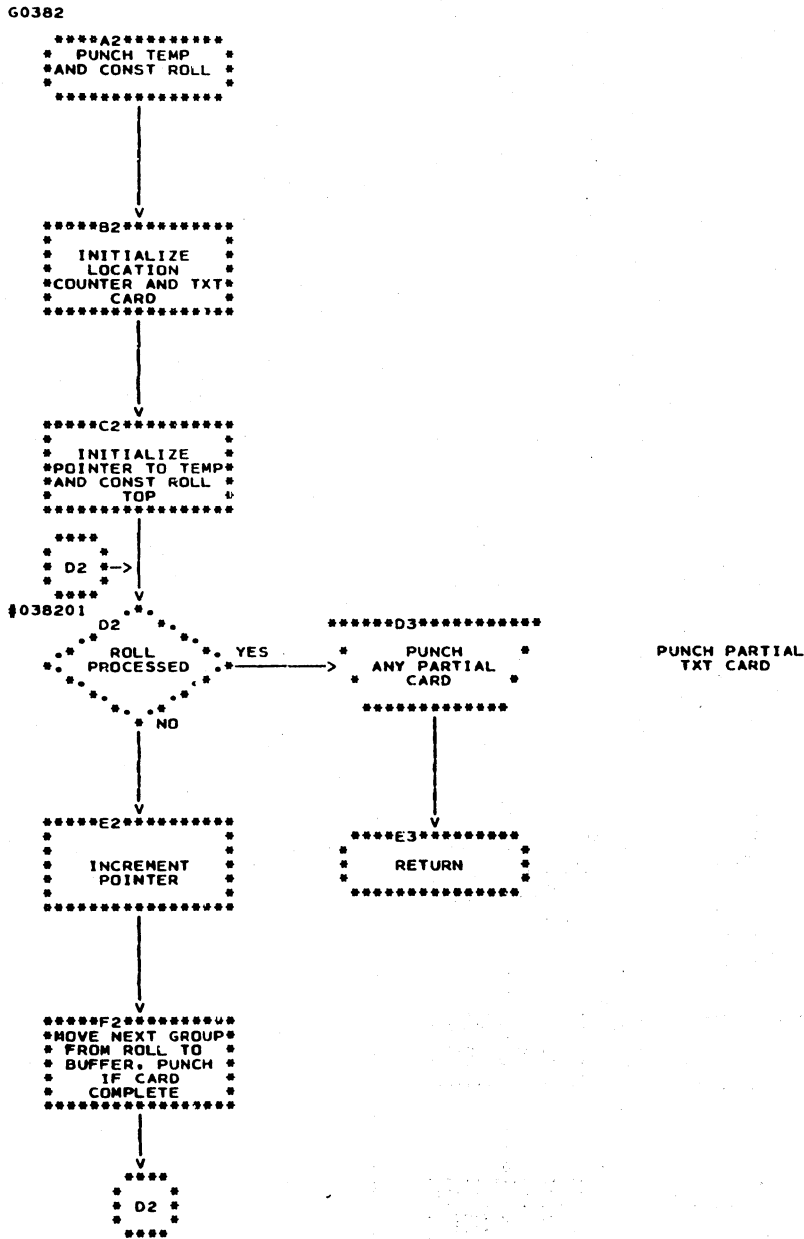 G0382
A2
PUNCH TEMP
AND CONST ROLL
B2
INITIALIZE
LOCATION
COUNTER AND TXT
CARD
C2
INITIALIZE
POINTER TO TEMP
AND CONST ROLL
TOP
D2
#038201
D2
ROLL
PROCESSED
YES
NO
D3
PUNCH
ANY PARTIAL
CARD
PUNCH PARTIAL
TXT CARD
E2
INCREMENT
POINTER
E3
RETURN
F2
MOVE NEXT GROUP
FROM ROLL TO
BUFFER. PUNCH
IF CARD
COMPLETE
D2